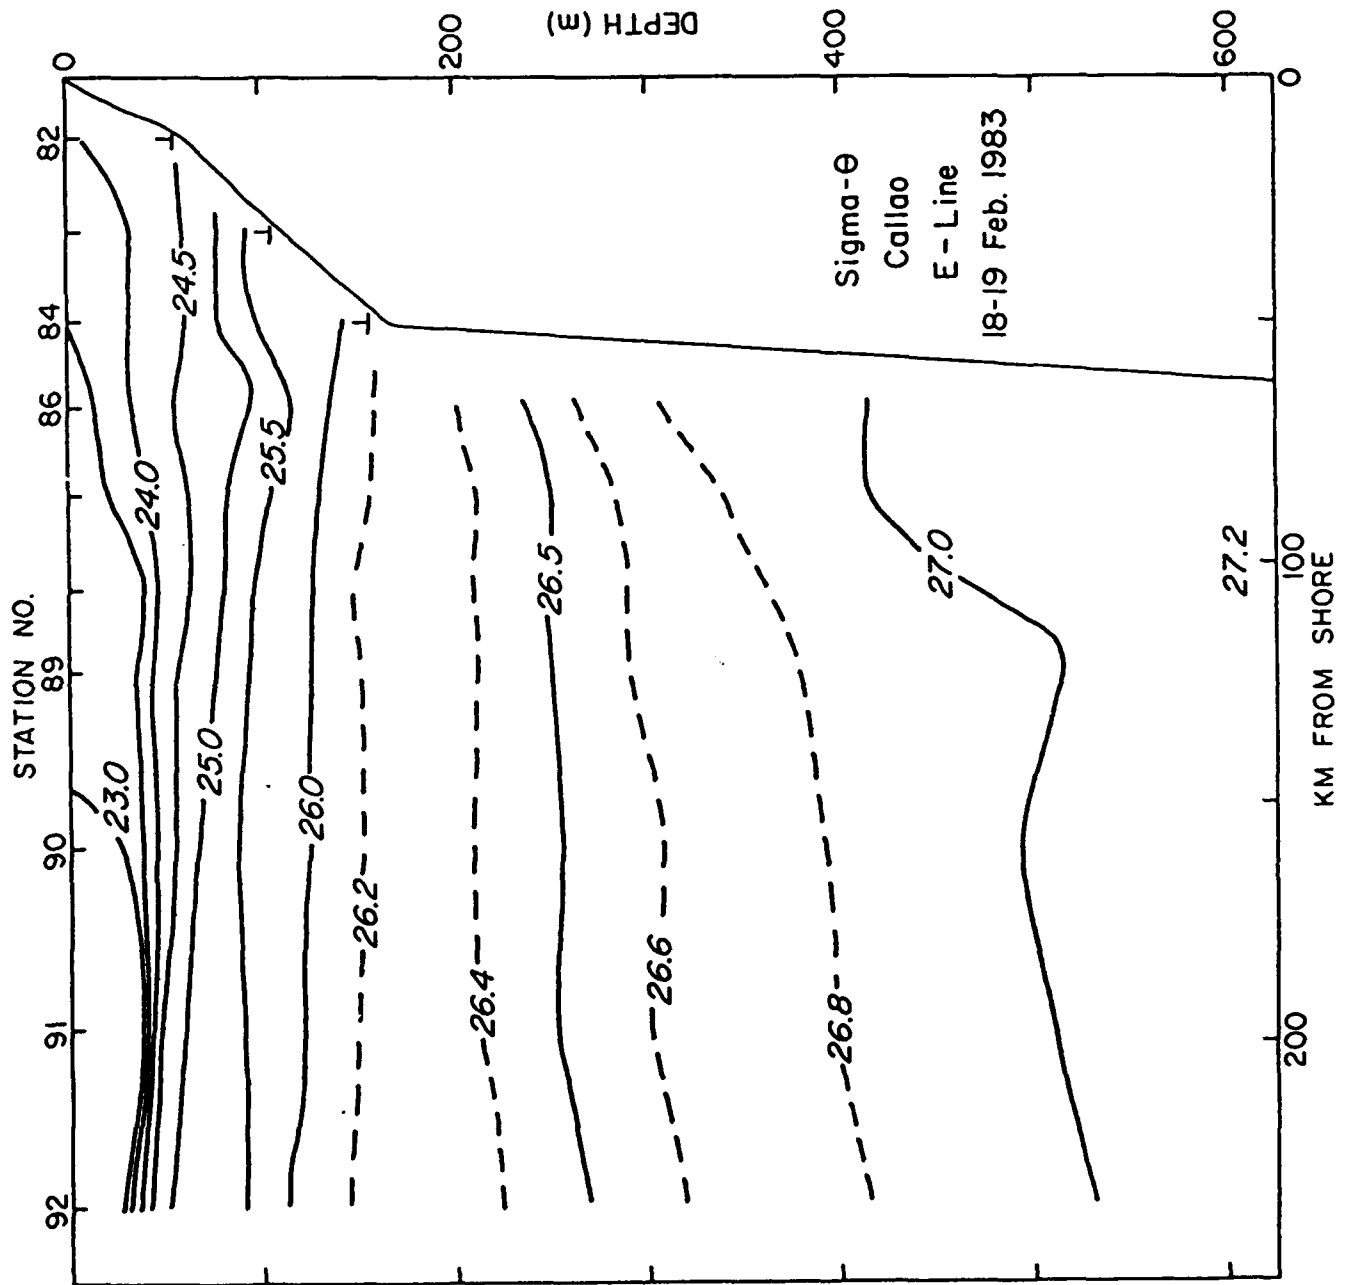 STATION NO.
92 91 90 89 86 84 82
0
200
400
600
DEPTH (m)
23.0
24.0
24.5
25.0
25.5
26.0
26.2
26.4
26.5
26.6
26.8
27.0
27.2
Sigma-Θ
Callao
E-Line
18-19 Feb. 1983
200 100 0
KM FROM SHORE